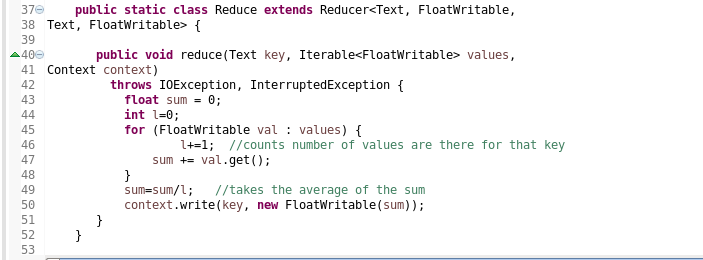 37 public static class Reduce extends Reducer<Text, FloatWritable,
38 Text, FloatWritable> {
39
40 public void reduce(Text key, Iterable<FloatWritable> values,
41 Context context)
42 throws IOException, InterruptedException {
43 float sum = 0;
44 int l=0;
45 for (FloatWritable val : values) {
46 l+=1; //counts number of values are there for that key
47 sum += val.get();
48 }
49 sum=sum/l; //takes the average of the sum
50 context.write(key, new FloatWritable(sum));
51 }
52 }
53